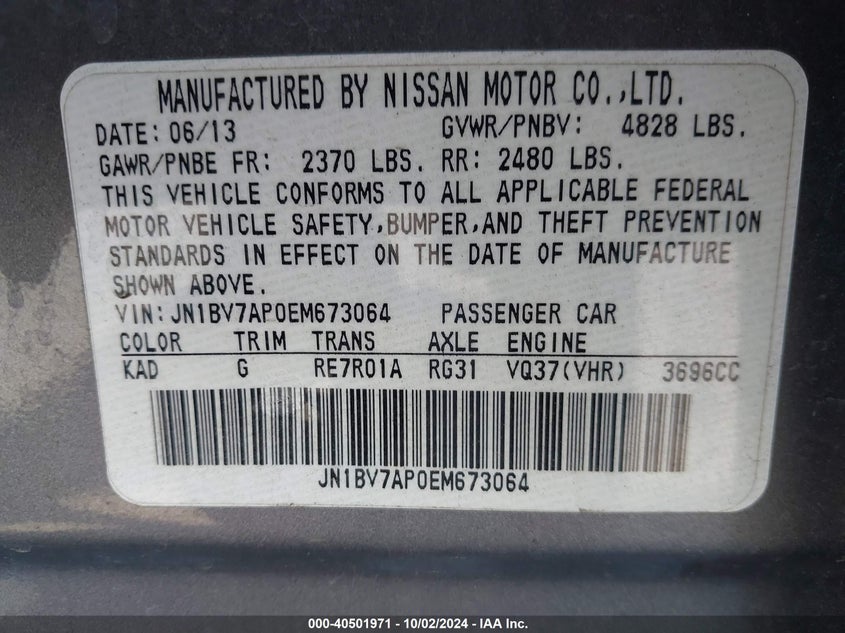 MANUFACTURED BY NISSAN MOTOR CO.,LTD.
DATE: 06/13 GVWR/PNBV: 4828 LBS.
GAWR/PNBE FR: 2370 LBS. RR: 2480 LBS.
THIS VEHICLE CONFORMS TO ALL APPLICABLE FEDERAL
MOTOR VEHICLE SAFETY,BUMPER,AND THEFT PREVENTION
STANDARDS IN EFFECT ON THE DATE OF MANUFACTURE
SHOWN ABOVE.
VIN:JN1BV7AP0EM673064 PASSENGER CAR
COLOR TRIM TRANS AXLE ENGINE
KAD G RE7R01A RG31 VQ37(VHR) 3696CC
JN1BV7AP0EM673064
000-40501971 - 10/02/2024 - IAA Inc.